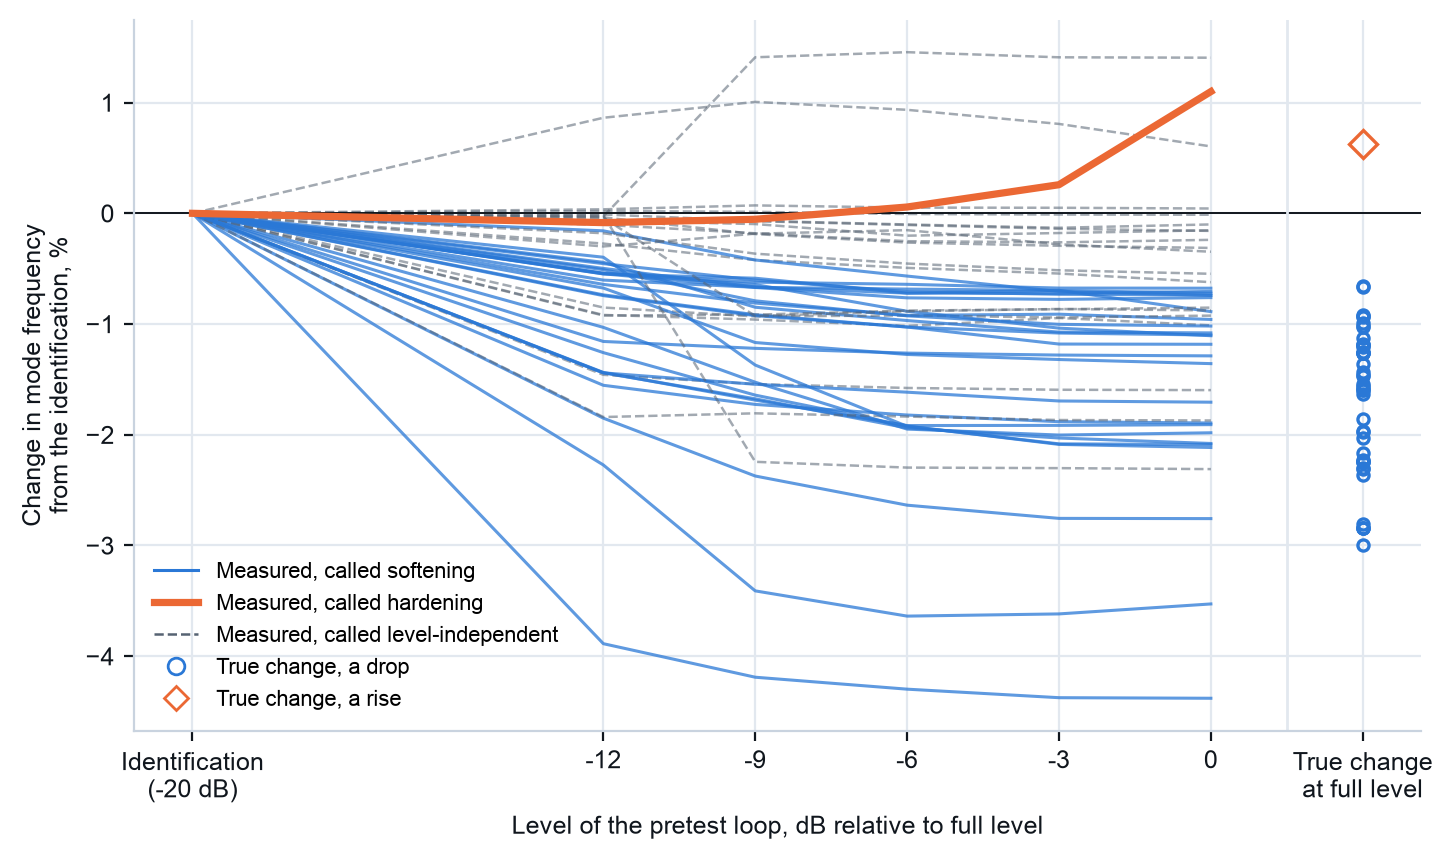 Change in mode frequency
from the identification, %
1
0
−1
−2
−3
−4
Measured, called softening
Measured, called hardening
Measured, called level-independent
True change, a drop
True change, a rise
Identification
(-20 dB)
-12
-9
-6
-3
0
True change
at full level
Level of the pretest loop, dB relative to full level